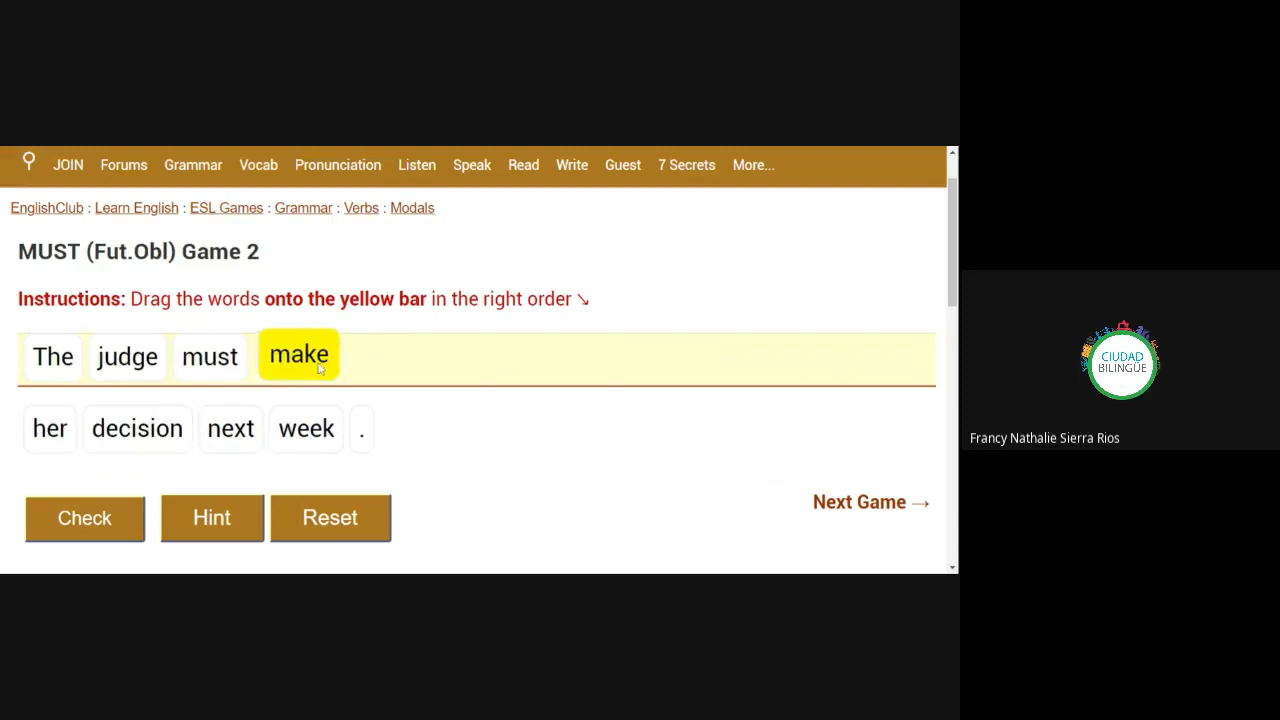 JOIN Forums Grammar Vocab Pronunciation Listen Speak Read Write Guest 7 Secrets More...
EnglishClub : Learn English : ESL Games : Grammar : Verbs : Modals
MUST (Fut.Obl) Game 2
Instructions: Drag the words onto the yellow bar in the right order ↘
The judge must make
her decision next week .
Check Hint Reset
Next Game →
CIUDAD
BILINGÜE
Francy Nathalie Sierra Rios